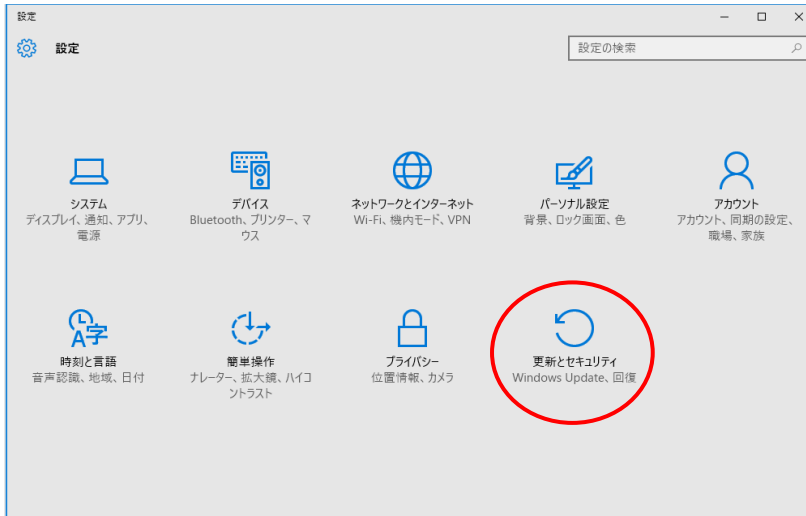 設定
設定
設定の検索
システム
ディスプレイ、通知、アプリ、
電源
デバイス
Bluetooth、プリンター、マ
ウス
ネットワークとインターネット
Wi-Fi、機内モード、VPN
パーソナル設定
背景、ロック画面、色
アカウント
アカウント、同期の設定、
職場、家族
時刻と言語
音声認識、地域、日付
簡単操作
ナレーター、拡大鏡、ハイコ
ントラスト
プライバシー
位置情報、カメラ
更新とセキュリティ
Windows Update、回復
A字